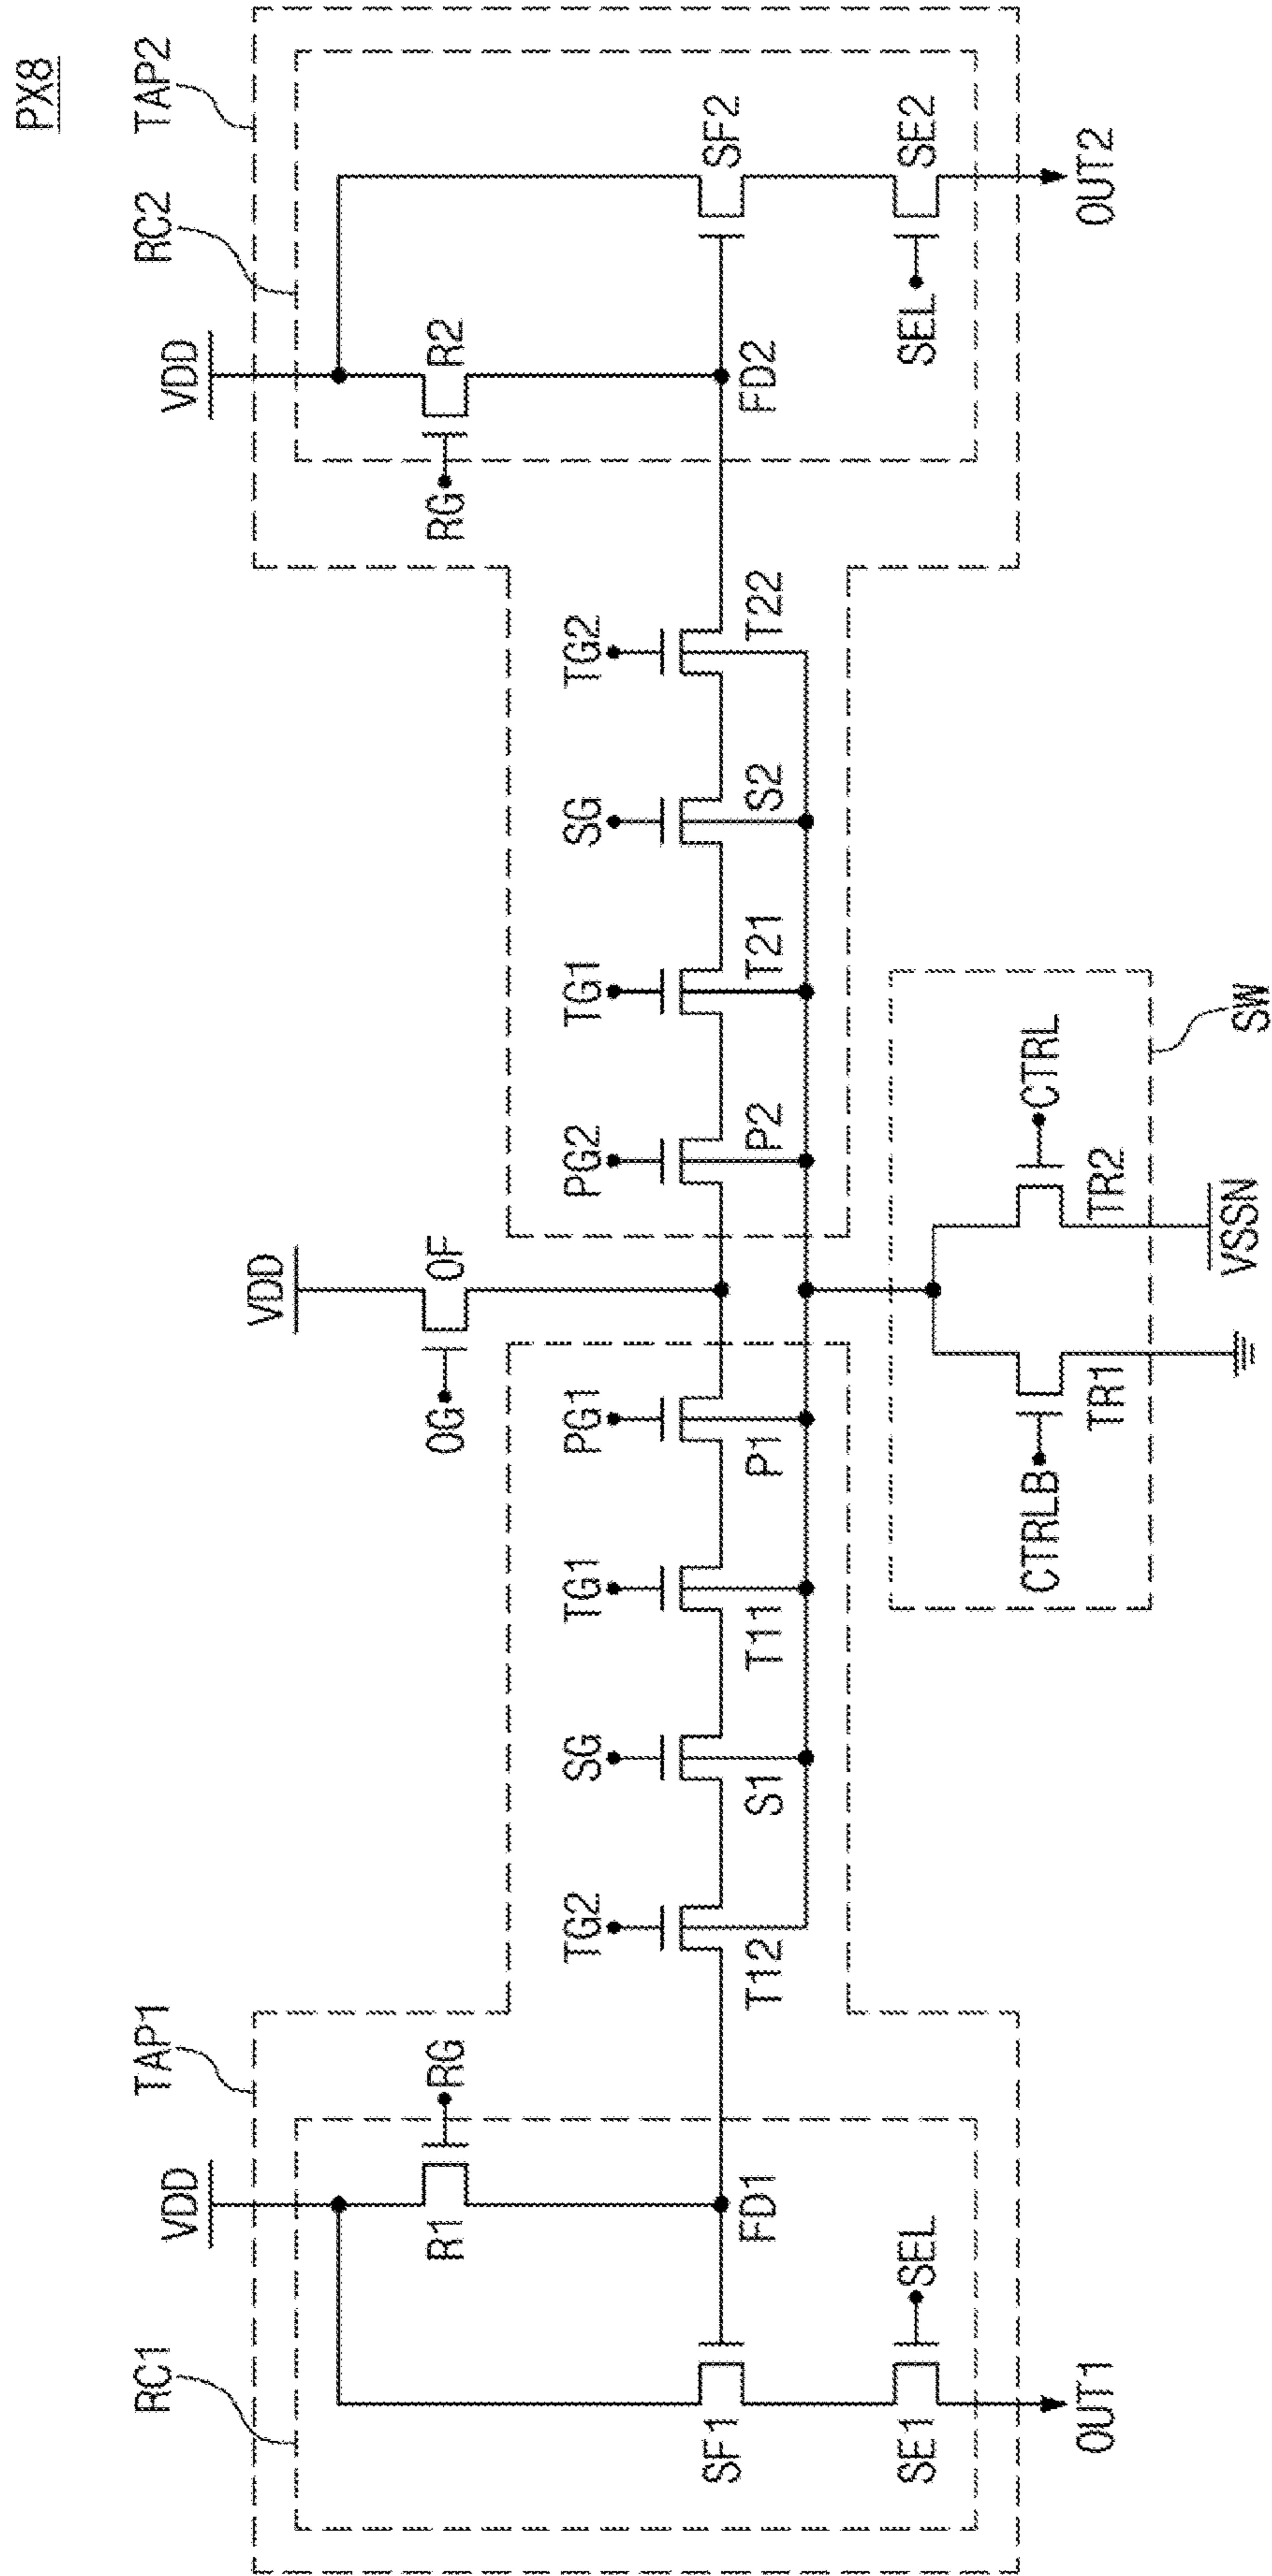 PX8
TAP1
TAP2
RC1
RC2
VDD
VDD
VDD
R1
RG
OG
OF
RG
R2
TG2
SG
TG1
PG1
PG2
TG1
SG
TG2
SF1
FD1
T12
S1
T11
P1
P2
T21
S2
T22
FD2
SF2
SE1
SEL
SEL
SE2
CTRLB
CTRL
TR1
TR2
OUT1
OUT2
VSSN
SW